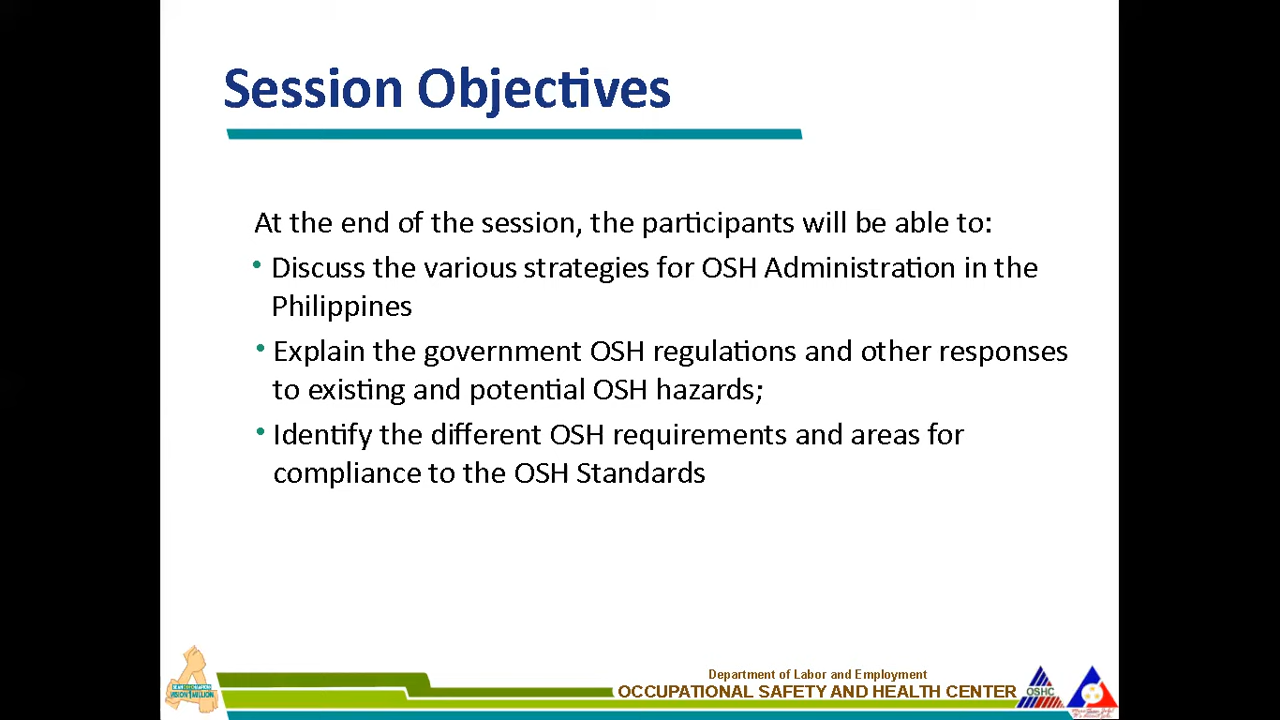 Session Objectives
At the end of the session, the participants will be able to:
• Discuss the various strategies for OSH Administration in the
Philippines
• Explain the government OSH regulations and other responses
to existing and potential OSH hazards;
• Identify the different OSH requirements and areas for
compliance to the OSH Standards
VISION 1 MILLION
Department of Labor and Employment
OCCUPATIONAL SAFETY AND HEALTH CENTER
OSHC